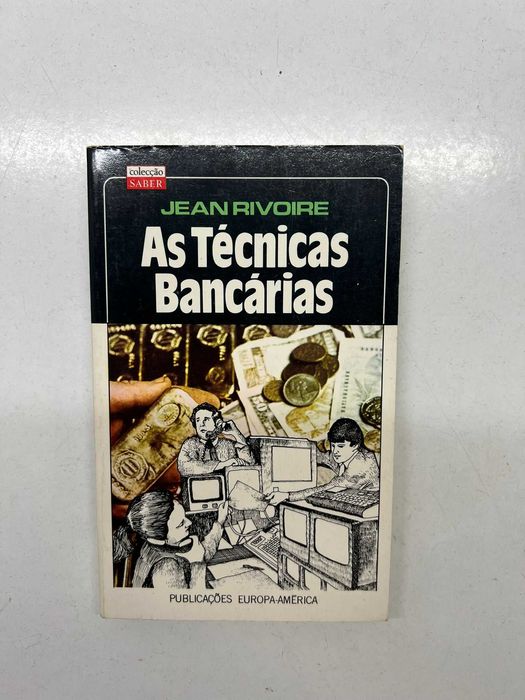 colecção
SABER
JEAN RIVOIRE
As Técnicas
Bancárias
PUBLICAÇÕES EUROPA-AMÉRICA